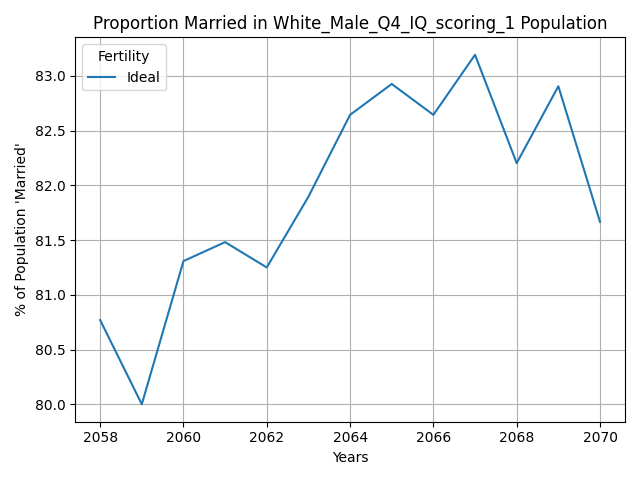 Proportion Married in White_Male_Q4_IQ_scoring_1 Population
Fertility
Ideal
% of Population 'Married'
83.0
82.5
82.0
81.5
81.0
80.5
80.0
2058 2060 2062 2064 2066 2068 2070
Years